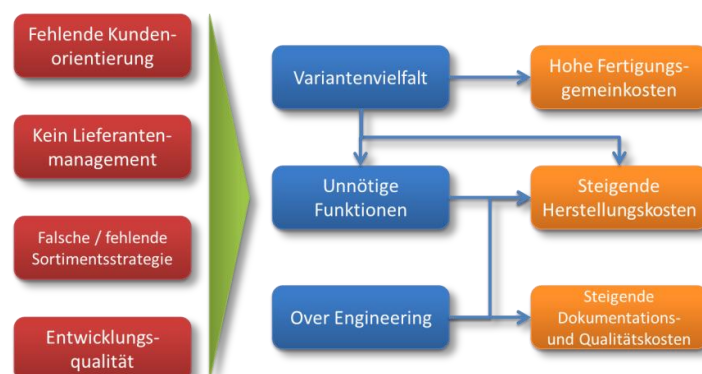 Fehlende Kunden-
orientierung
Kein Lieferanten-
management
Falsche / fehlende
Sortimentsstrategie
Entwicklungs-
qualität
Variantenvielfalt
Unnötige
Funktionen
Over Engineering
Hohe Fertigungs-
gemeinkosten
Steigende
Herstellungskosten
Steigende
Dokumentations-
und Qualitätskosten